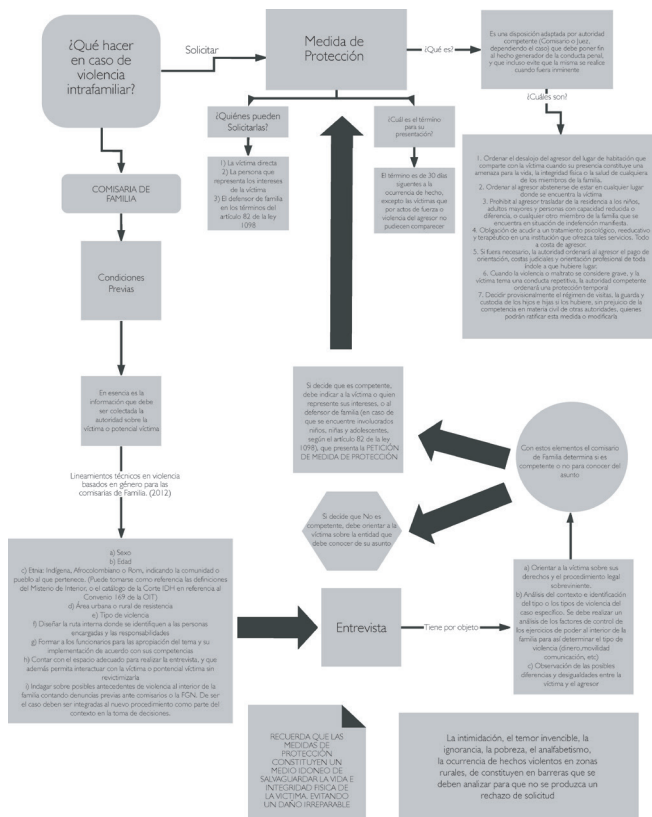 ¿Qué hacer
en caso de
violencia
intrafamiliar?
Solicitar
Medida de
Protección
¿Qué es?
Es una disposición adaptada por autoridad
competente (Comisario o Juez,
dependiendo el caso) que debe poner fin
al hecho generador de la conducta penal,
y que incluso evite que la misma se realice
cuando fuera inminente
¿Cuáles son?
1. Ordenar el desalojo del agresor del lugar de habitación que
comparte con la víctima cuando su presencia constituye una
amenaza para la vida, la integridad física o la salud de cualquiera
de los miembros de la familia.
2. Ordenar al agresor abstenerse de estar en cualquier lugar
donde se encuentra la víctima
3. Prohibit al agresor trasladar de la residencia a los niños,
adultos mayores y personas con capacidad reducida o
diferencia, o cualquier otro miembro de la familia que se
encuentra en situación de indefensión manifiesta.
4. Obligación de acudir a un tratamiento psicológico, reeducativo
y terapéutico en una institución que ofrezca tales servicios. Todo
a costa de agresor.
5. Si fuera necesario, la autoridad ordenará al agresor el pago de
orientación, costas judiciales y orientación profesional de toda
índole a que hubiere lugar.
6. Cuando la violencia o maltrato se considere grave, y la
víctima tema una conducta repetitiva, la autoridad competente
ordenará una protección temporal
7. Decidir provisionalmente el régimen de visitas, la guarda y
custodia de los hijos e hijas si los hubiere, sin prejuicio de la
competencia en materia civil de otras autoridades, quienes
podrán ratificar esta medida o modificarla
¿Quiénes pueden
Solicitarlas?
1) La víctima directa
2) La persona que
representa los intereses
de la víctima
3) El defensor de familia
en los términos del
artículo 82 de la ley
1098
¿Cuál es el término
para su
presentación?
El término es de 30 días
siguientes a la
ocurrencia de hecho,
excepto las víctimas que
por actos de fuerza o
violencia del agresor no
pudiesen comparecer
COMISARIA DE
FAMILIA
Condiciones
Previas
En esencia es la
información que debe
ser colectada la
autoridad sobre la
víctima o potencial víctima
Lineamientos técnicos en violencia
basados en género para las
comisarías de Familia. (2012)
a) Sexo
b) Edad
c) Etnia: Indígena, Afrocolombiano o Rom, indicando la comunidad o
pueblo al que pertenece. (Puede tomarse como referencia las definiciones
del Misterio de Interior, o el catálogo de la Corte IDH en referencia al
Convenio 169 de la OIT)
d) Área urbana o rural de resistencia
e) Tipo de violencia
f) Diseñar la ruta interna donde se identifiquen a las personas
encargadas y las responsabilidades
g) Formar a los funcionarios para las apropiación del tema y su
implementación de acuerdo con sus competencias
h) Contar con el espacio adecuado para realizar la entrevista, y que
además permita interactuar con la víctima o pontencial víctima sin
revictimizarla
i) Indagar sobre posibles antecedentes de violencia al interior de la
familia contando denuncias previas ante comisarios o la FGN. De ser
el caso deben ser integradas al nuevo procedimiento como parte del
contexto en la toma de decisiones.
Si decide que es competente,
debe indicar a la víctima o quien
represente sus intereses, o al
defensor de familia (en caso de
que se encuentre involucrados
niños, niñas y adolescentes,
según el artículo 82 de la ley
1098), que presenta la PETICIÓN
DE MEDIDA DE PROTECCIÓN
Con estos elementos el comisario
de Familia determina si es
competente o no para conocer del
asunto
Si decide que No es
competente, debe orientar a la
víctima sobre la entidad que
debe conocer de su asunto
Entrevista
Tiene por objeto
a) Orientar a la víctima sobre sus
derechos y el procedimiento legal
sobreviniente.
b) Análisis del contexto e identificación
del tipo o los tipos de violencia del
caso específico. Se debe realizar un
análisis de los factores de control de
los ejercicios de poder al interior de la
familia para así determinar el tipo de
violencia (dinero,movilidad
comunicación, etc)
c) Observación de las posibles
diferencias y desigualdades entre la
víctima y el agresor
RECUERDA QUE LAS
MEDIDAS DE
PROTECCIÓN
CONSTITUYEN UN
MEDIO IDONEO DE
SALVAGUARDAR LA VIDA E
INTEGRIDAD FISICA DE
LA VICTIMA, EVITANDO
UN DAÑO IRREPARABLE
La intimidación, el temor invencible, la
ignorancia, la pobreza, el analfabetismo,
la ocurrencia de hechos violentos en zonas
rurales, de constituyen en barreras que se
deben analizar para que no se produzca un
rechazo de solicitud